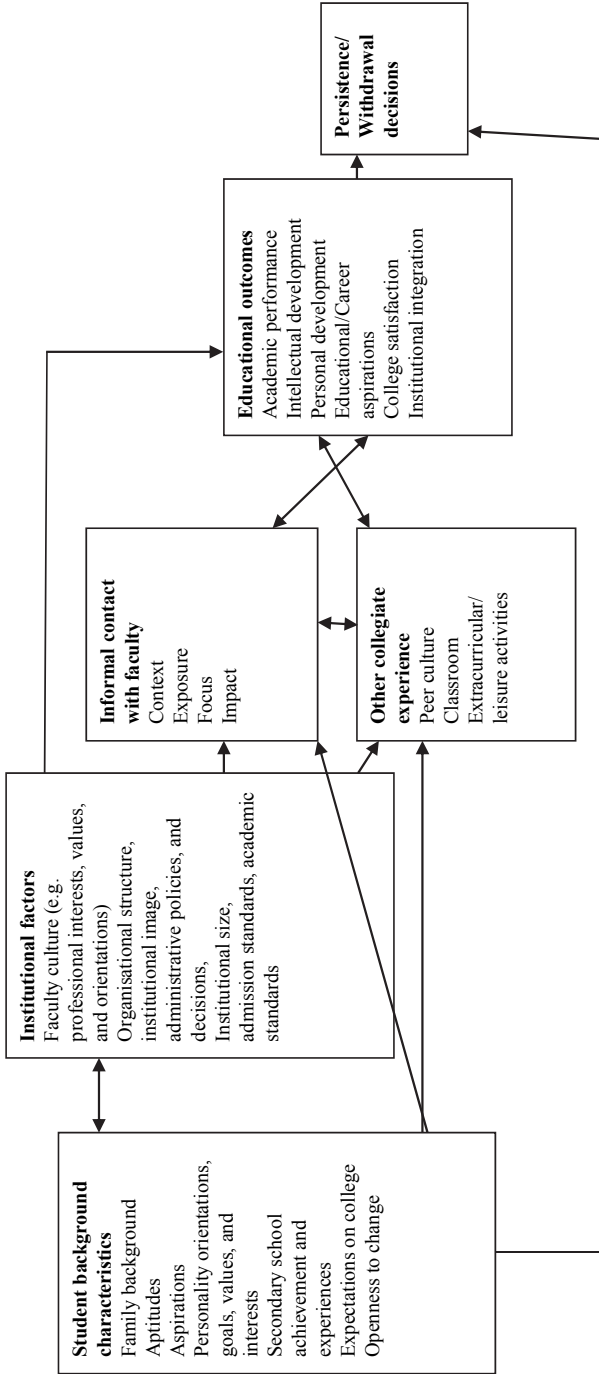 Student background
characteristics
Family background
Aptitudes
Aspirations
Personality orientations,
goals, values, and
interests
Secondary school
achievement and
experiences
Expectations on college
Openness to change
Institutional factors
Faculty culture (e.g.
professional interests, values,
and orientations)
Organisational structure,
institutional image,
administrative policies, and
decisions,
Institutional size,
admission standards, academic
standards
Informal contact
with faculty
Context
Exposure
Focus
Impact
Other collegiate
experience
Peer culture
Classroom
Extracurricular/
leisure activities
Educational outcomes
Academic performance
Intellectual development
Personal development
Educational/Career
aspirations
College satisfaction
Institutional integration
Persistence/
Withdrawal
decisions